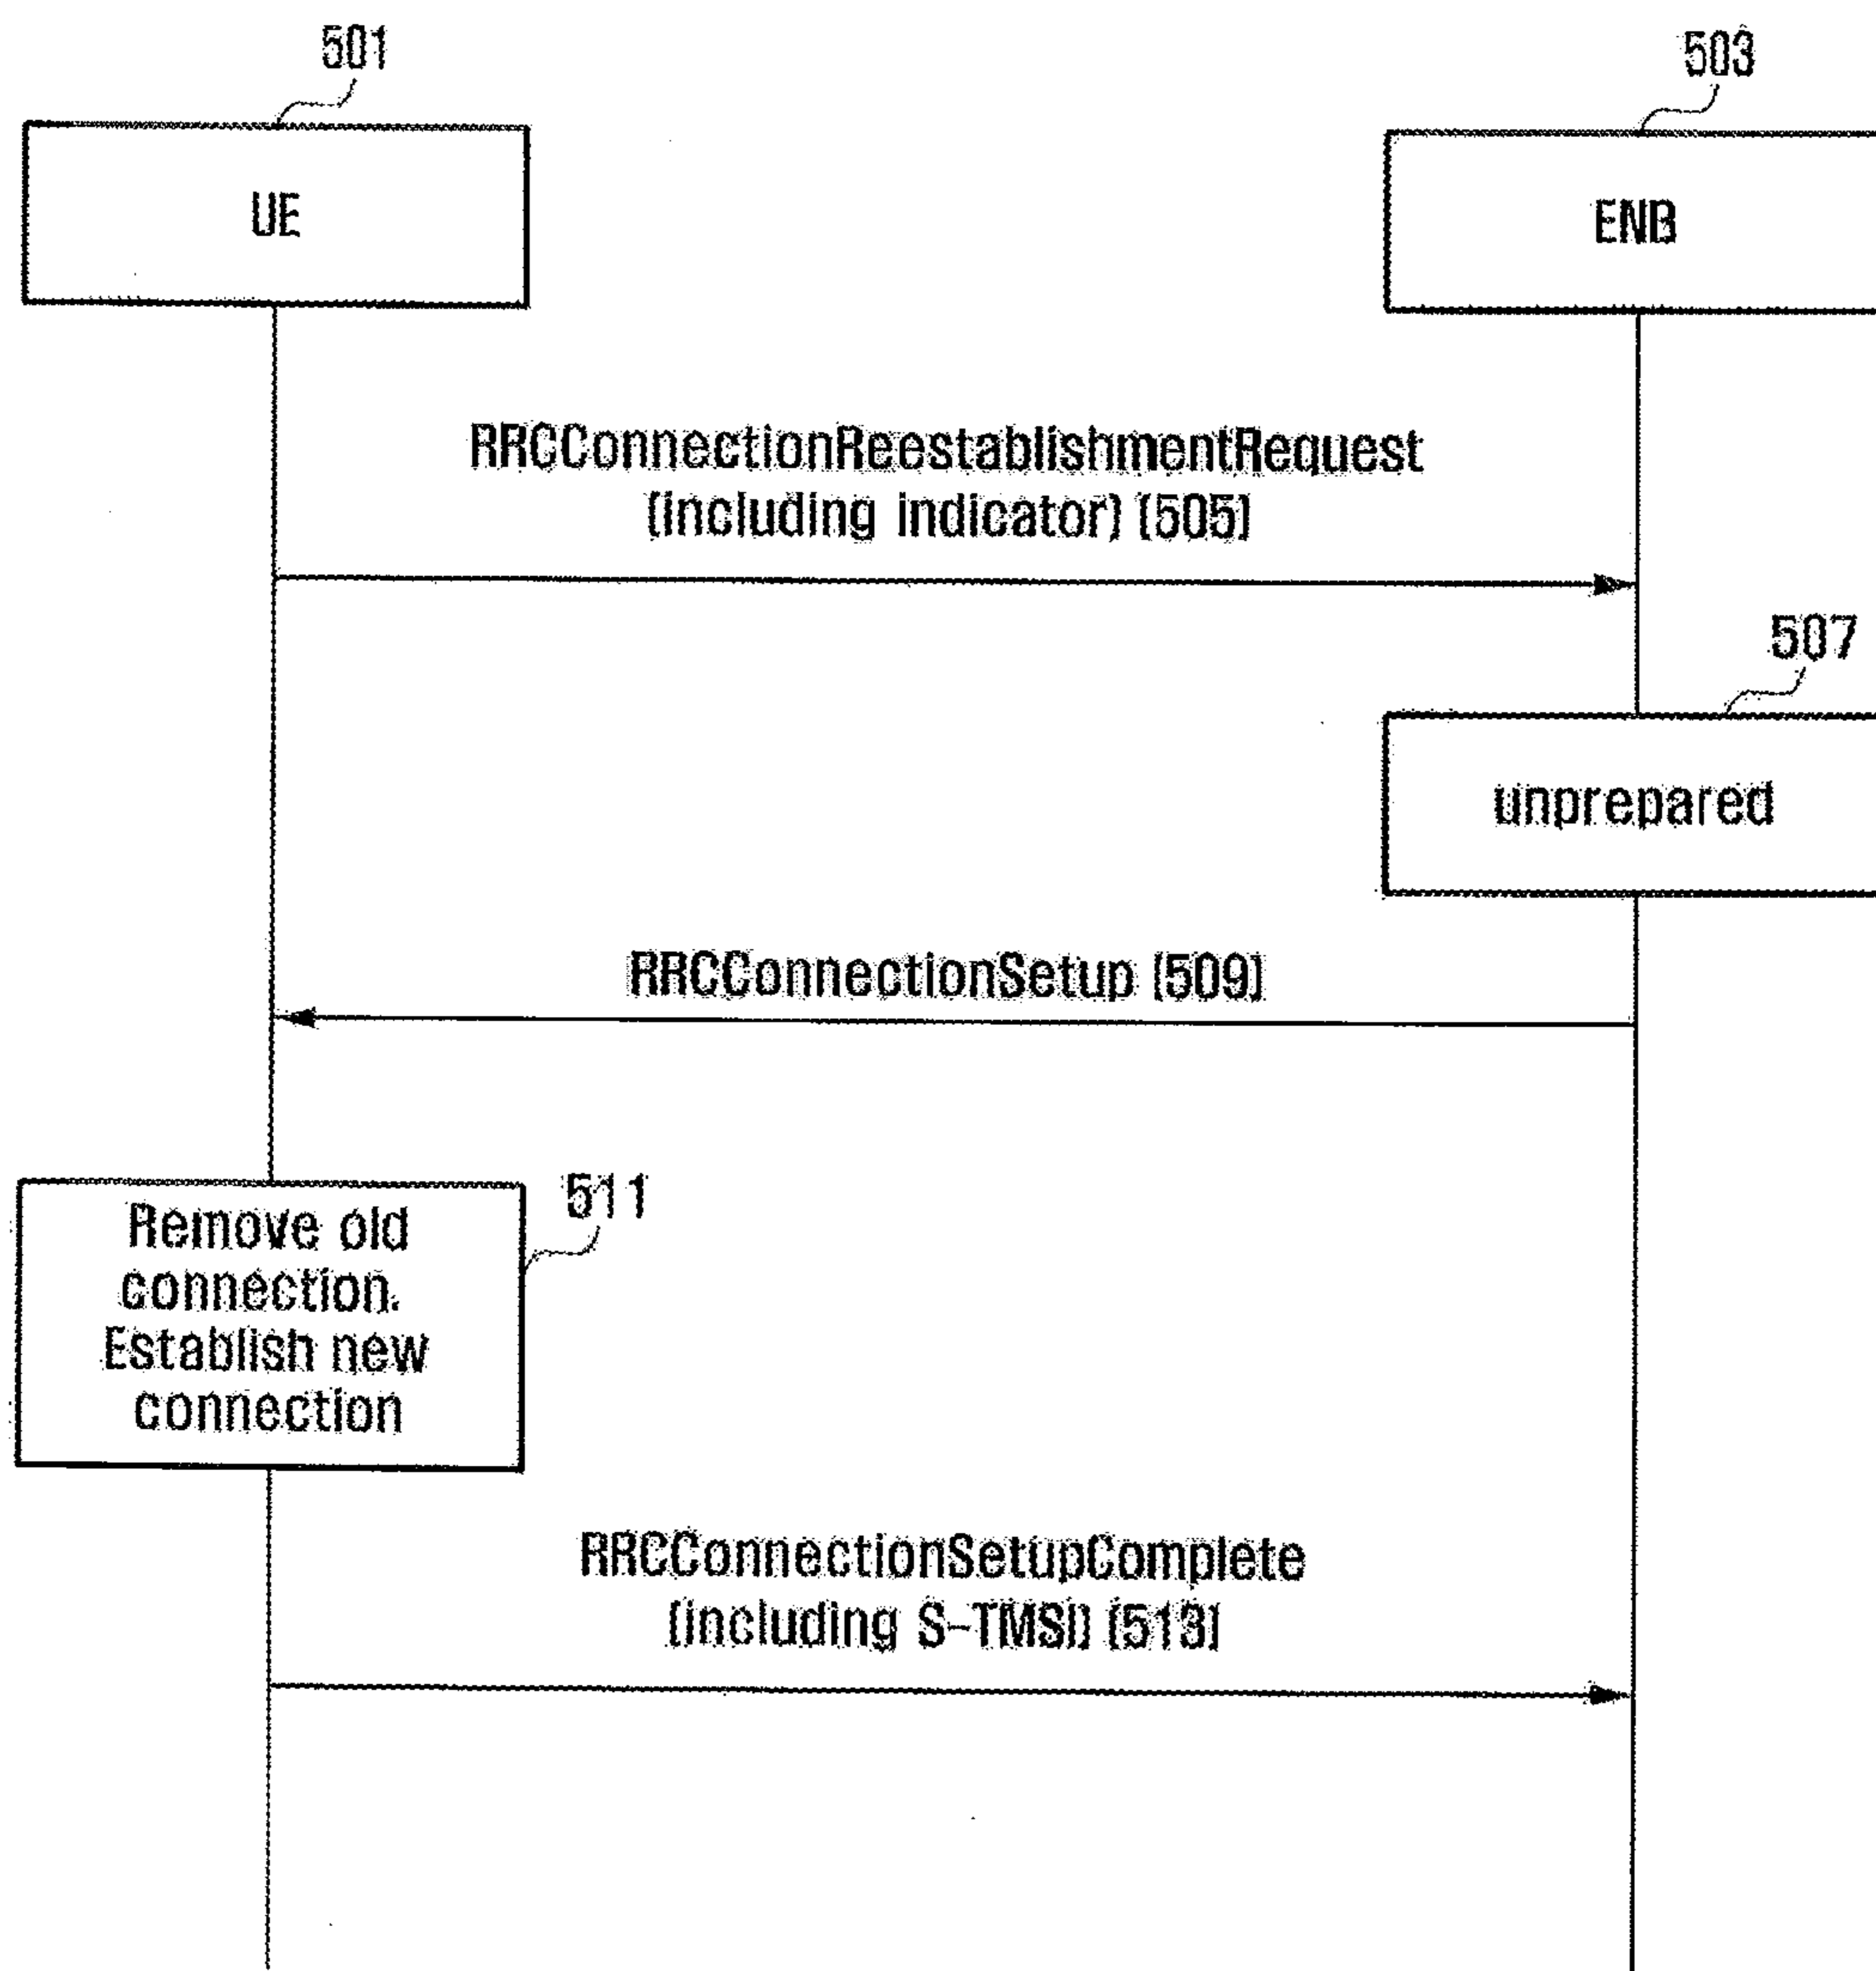 501
503
UE
ENB
RRCConnectionReestablishmentRequest
(including indicator) (505)
507
unprepared
RRCConnectionSetup (509)
511
Remove old
connection.
Establish new
connection
RRCConnectionSetupComplete
(including S-TMSI) (513)